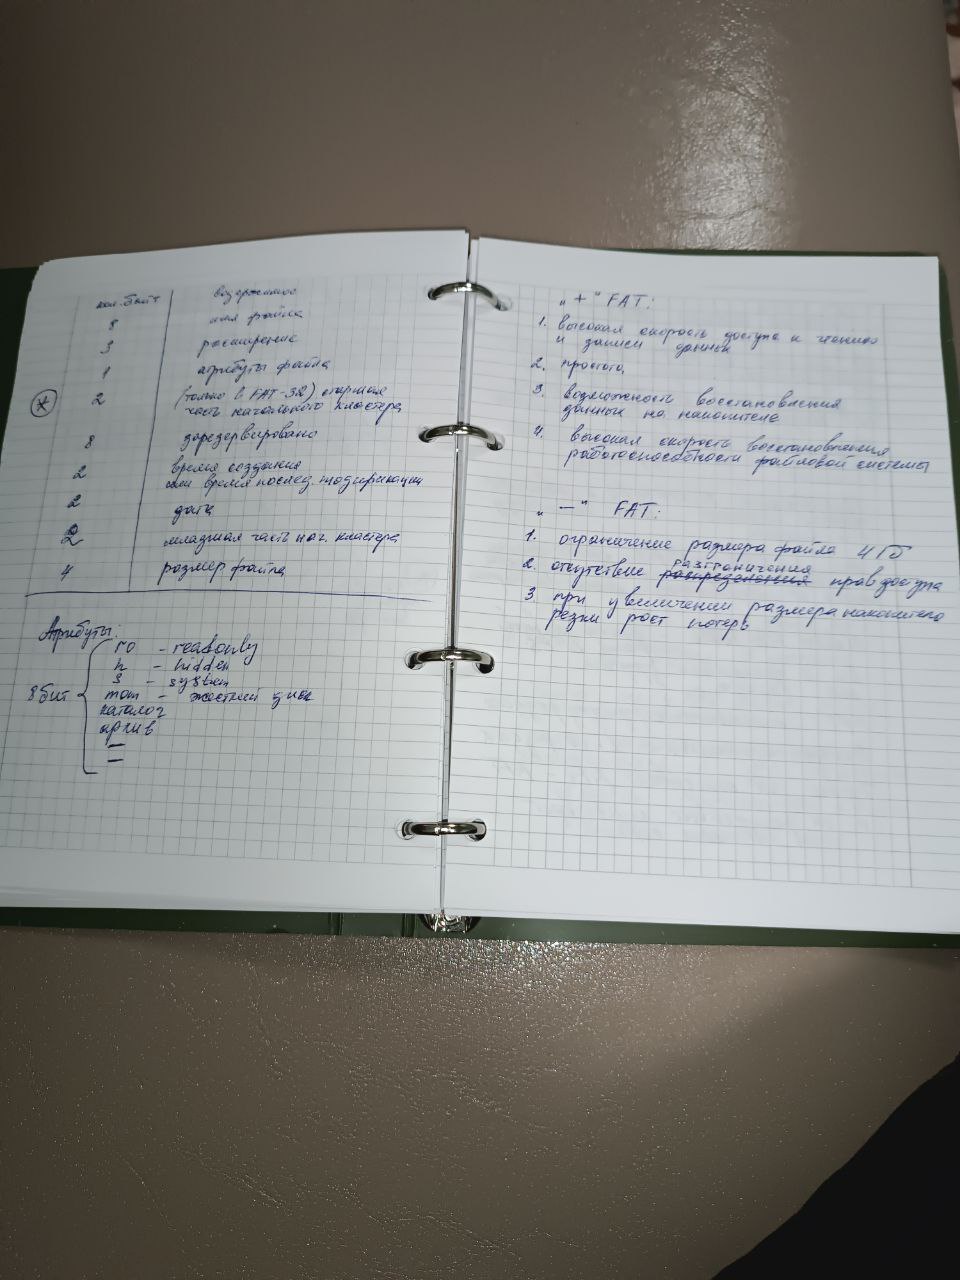 кол. байт содержимое
8 имя файла
3 расширение
1 атрибуты файла
* 2 (только в FAT-32) старшая
часть начального кластера
8 зарезервировано
2 время создания
или время послед. модификации
2 дата
2 младшая часть нач. кластера
4 размер файла
Атрибуты:
8 бит
ro - readonly
h - hidden
s - system
том - жесткий диск
каталог
архив
—
—
„+“ FAT:
1. высокая скорость доступа к чтению
и записи данных
2. простота
3. возможность восстановления
данных на накопителе
4. высокая скорость восстановления
работоспособности файловой системы
„—“ FAT:
1. ограничение размера файла 4 Гб
разграничения
2. отсутствие распределения прав доступа
3. при увеличении размера накопителя
резкий рост потерь